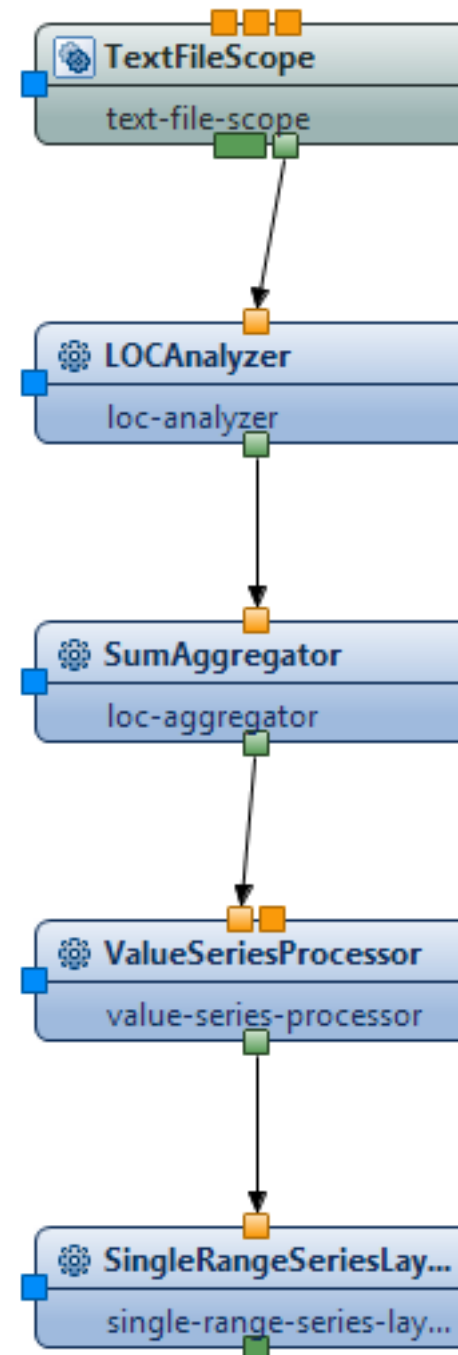 TextFileScope
text-file-scope
LOCAnalyzer
loc-analyzer
SumAggregator
loc-aggregator
ValueSeriesProcessor
value-series-processor
SingleRangeSeriesLay...
single-range-series-lay...